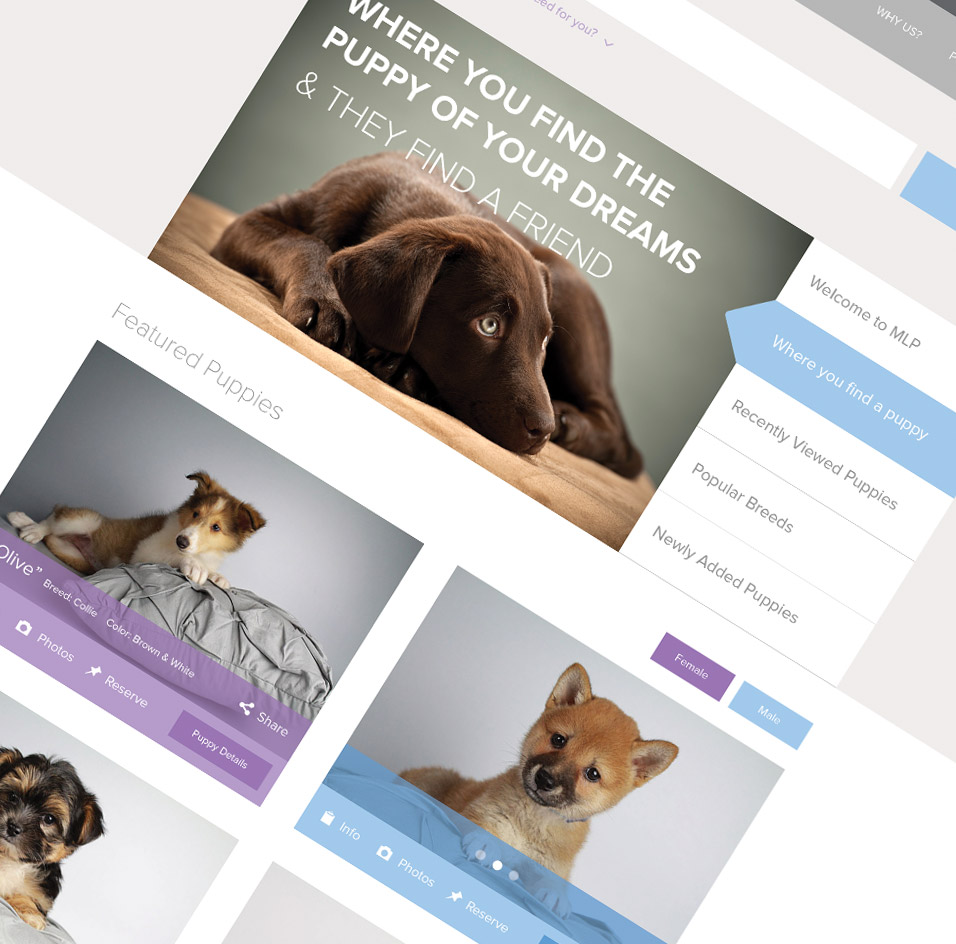 WHY US?
for you?
WHERE YOU FIND THE
PUPPY OF YOUR DREAMS
& THEY FIND A FRIEND
Welcome to MLP
Where you find a puppy
Recently Viewed Puppies
Popular Breeds
Newly Added Puppies
Featured Puppies
Olive”
Breed: Collie Color: Brown & White
Photos
Reserve
Share
Puppy Details
Female
Male
Info
Photos
Reserve